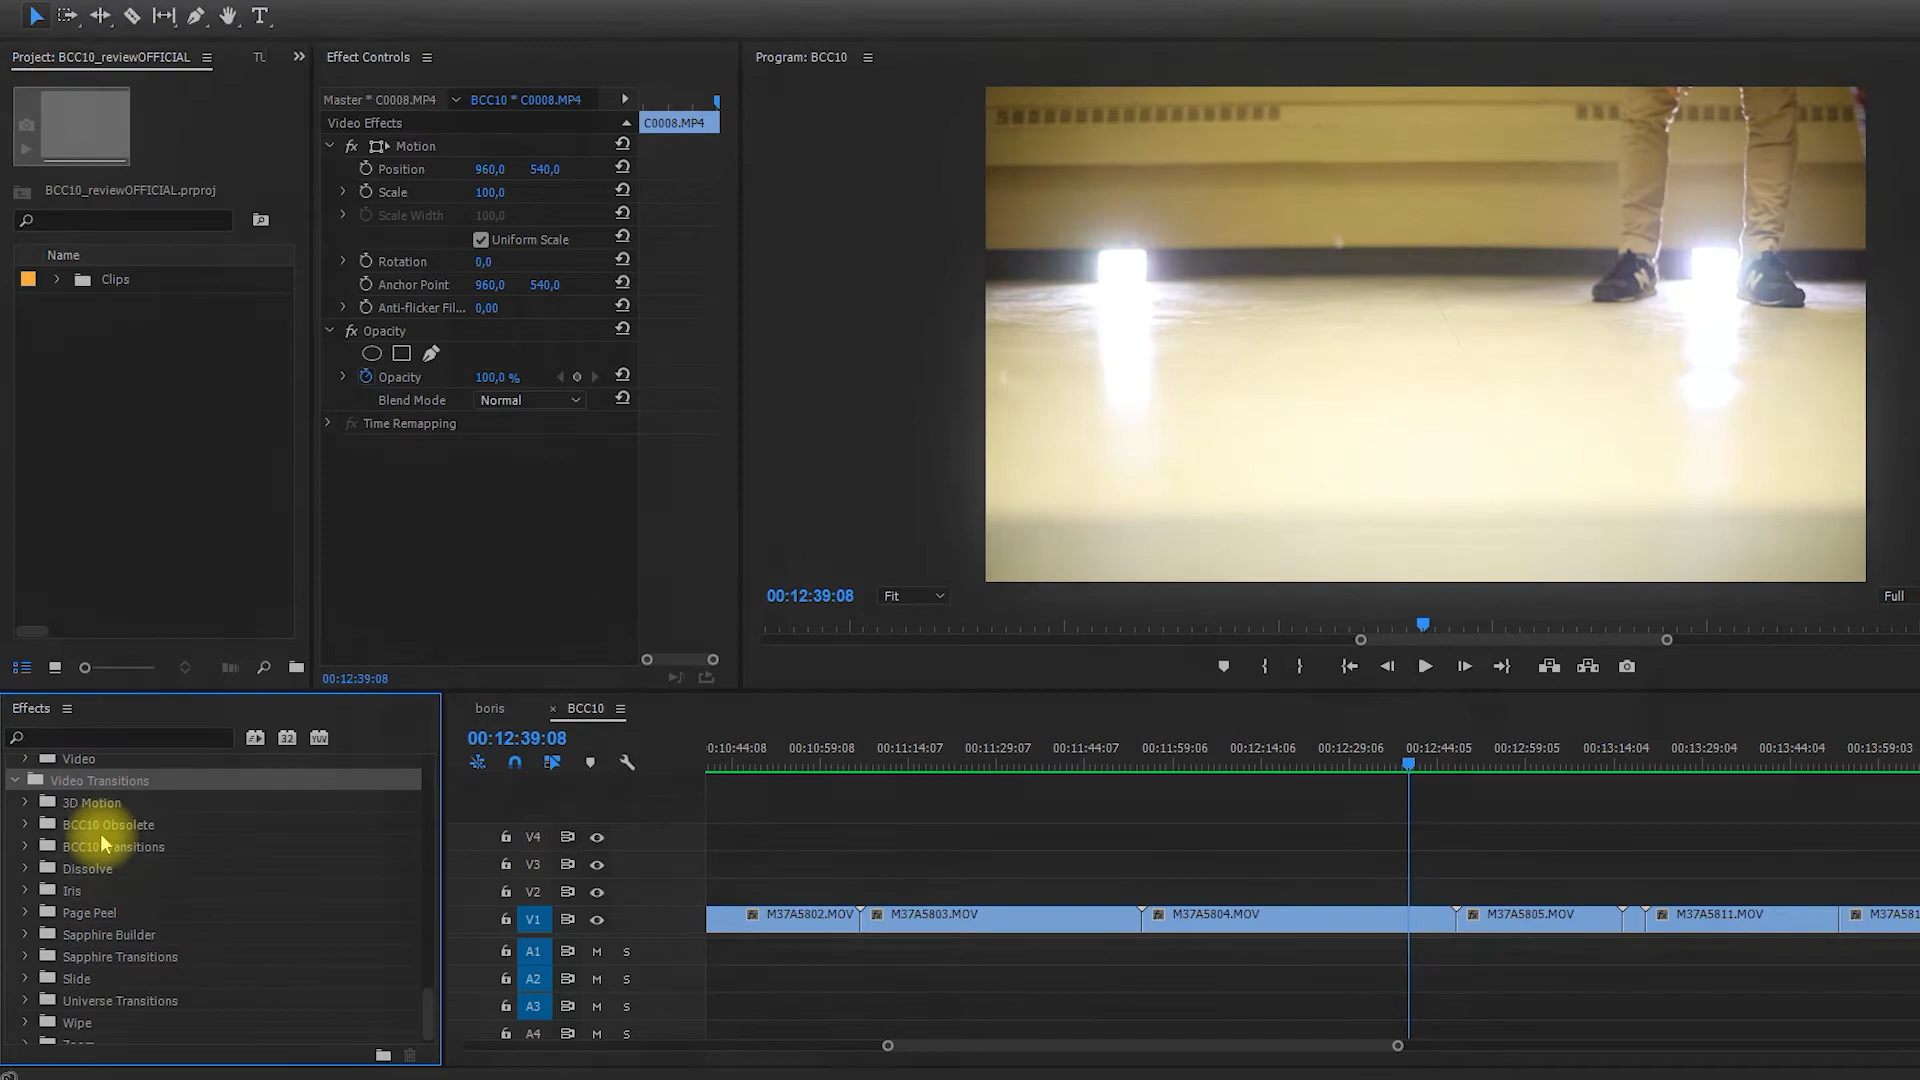 Project: BCC10_reviewOFFICIAL
BCC10_reviewOFFICIAL.prproj
Name
Clips
Effect Controls
Master * C0008.MP4
BCC10 * C0008.MP4
Video Effects
C0008.MP4
fx Motion
Position 960,0 540,0
Scale 100,0
Scale Width 100,0
Uniform Scale
Rotation 0,0
Anchor Point 960,0 540,0
Anti-flicker Fil... 0,00
fx Opacity
Opacity 100,0 %
Blend Mode Normal
fx Time Remapping
00:12:39:08
Program: BCC10
00:12:39:08 Fit Full
Effects
32 YUV
Video
Video Transitions
3D Motion
BCC10 Obsolete
BCC10 Transitions
Dissolve
Iris
Page Peel
Sapphire Builder
Sapphire Transitions
Slide
Universe Transitions
Wipe
boris × BCC10
00:12:39:08
0:10:44:08 00:10:59:08 00:11:14:07 00:11:29:07 00:11:44:07 00:11:59:06 00:12:14:06 00:12:29:06 00:12:44:05 00:12:59:05 00:13:14:04 00:13:29:04 00:13:44:04 00:13:59:03
V4
V3
V2
V1 M37A5802.MOV M37A5803.MOV M37A5804.MOV M37A5805.MOV M37A5811.MOV M37A581
A1 M S
A2 M S
A3 M S
A4 M S